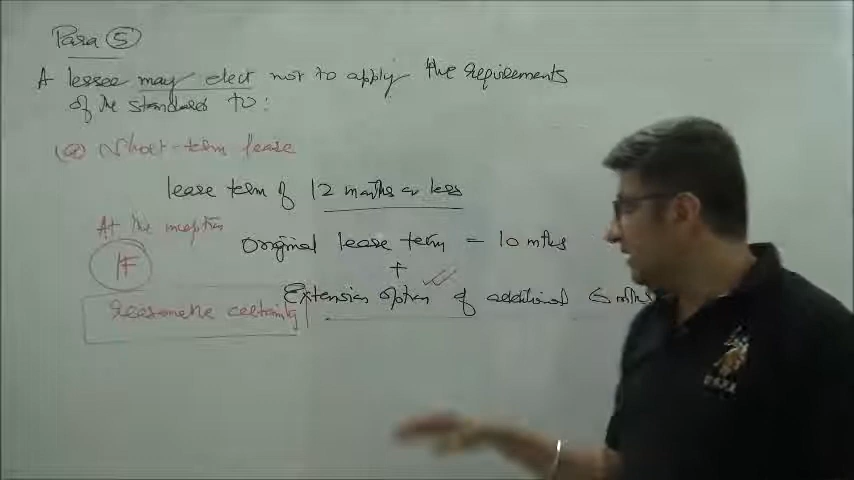 Para 5
A lessee may elect not to apply the requirements
of the standard to:
(a) Short-term lease
lease term of 12 months or less
At the inception
Original lease term = 10 mths
IF
+
Extension option of additional 6 mths
Reasonable certainty